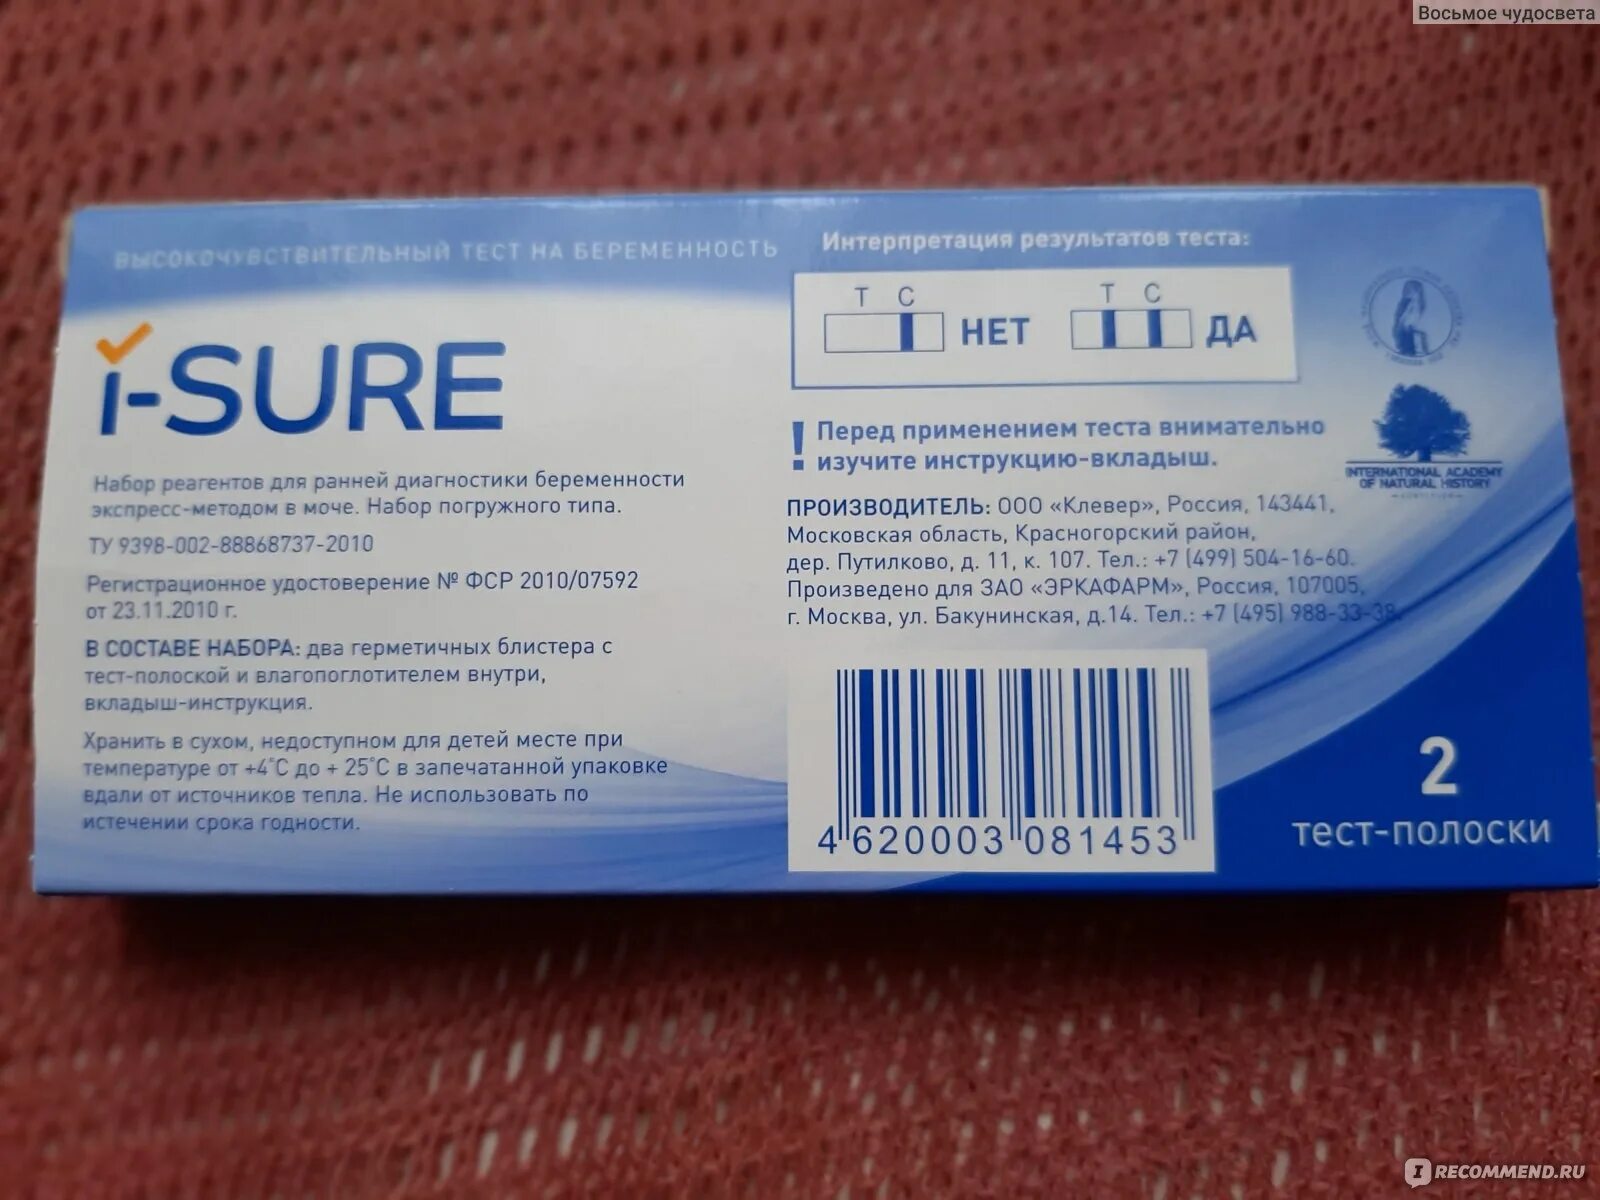 Восьмое чудосвета
ВЫСОКОЧУВСТВИТЕЛЬНЫЙ ТЕСТ НА БЕРЕМЕННОСТЬ
i-SURE
Набор реагентов для ранней диагностики беременности
экспресс-методом в моче. Набор погружного типа.
ТУ 9398-002-88868737-2010
Регистрационное удостоверение № ФСР 2010/07592
от 23.11.2010 г.
В СОСТАВЕ НАБОРА: два герметичных блистера с
тест-полоской и влагопоглотителем внутри,
вкладыш-инструкция.
Хранить в сухом, недоступном для детей месте при
температуре от +4°С до + 25°С в запечатанной упаковке
вдали от источников тепла. Не использовать по
истечении срока годности.
Интерпретация результатов теста:
T C
НЕТ
T C
ДА
! Перед применением теста внимательно
изучите инструкцию-вкладыш.
ПРОИЗВОДИТЕЛЬ: ООО «Клевер», Россия, 143441,
Московская область, Красногорский район,
дер. Путилково, д. 11, к. 107. Тел.: +7 (499) 504-16-60.
Произведено для ЗАО «ЭРКАФАРМ», Россия, 107005,
г. Москва, ул. Бакунинская, д.14. Тел.: +7 (495) 988-33-38.
4 620003 081453
INTERNATIONAL ACADEMY
OF NATURAL HISTORY
2
тест-полоски
IRECOMMEND.RU